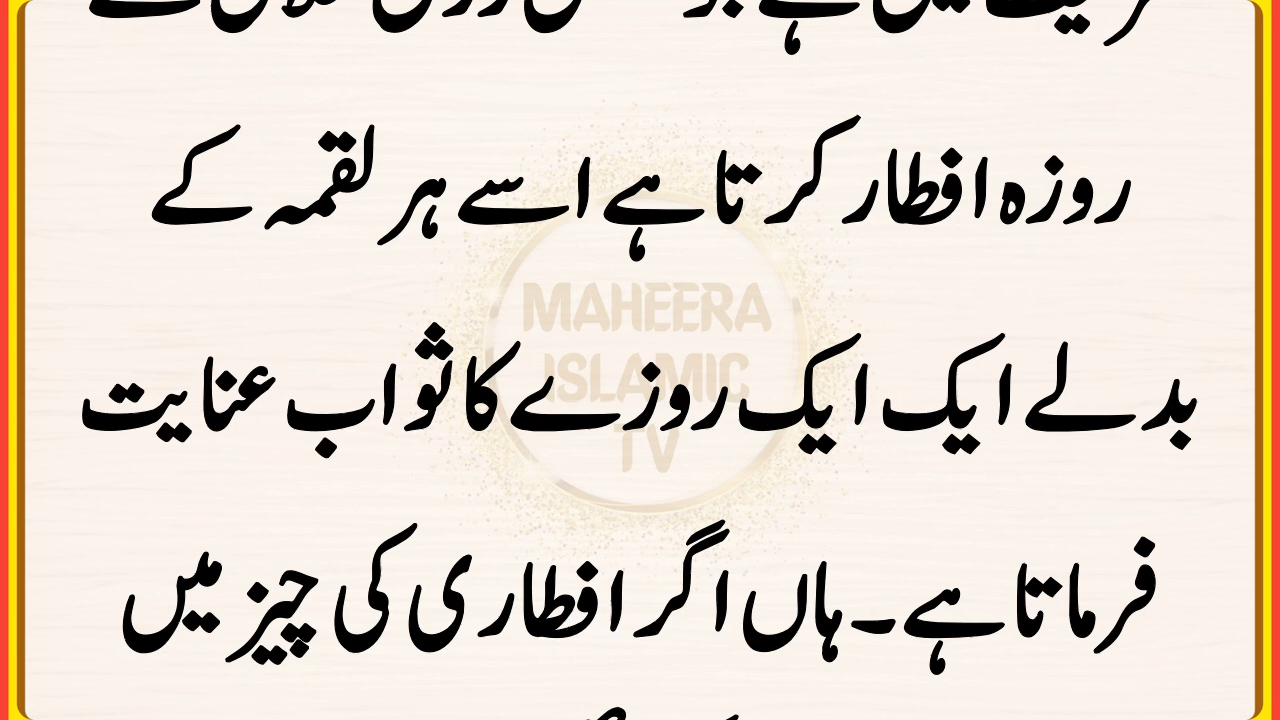 روزہ افطار کرتا ہے اسے ہر لقمہ کے
بدلے ایک ایک روزے کا ثواب عنایت
فرماتا ہے۔ہاں اگر افطاری کی چیز میں
MAHEERA
ISLAMIC
TV